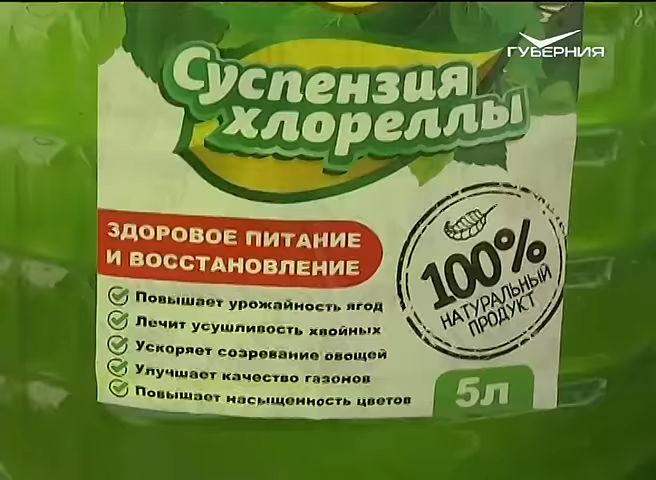 ГУБЕРНИЯ
Суспензия
хлореллы
ЗДОРОВОЕ ПИТАНИЕ
И ВОССТАНОВЛЕНИЕ
100%
НАТУРАЛЬНЫЙ
ПРОДУКТ
Повышает урожайность ягод
Лечит усушливость хвойных
Ускоряет созревание овощей
Улучшает качество газонов
Повышает насыщенность цветов
5л